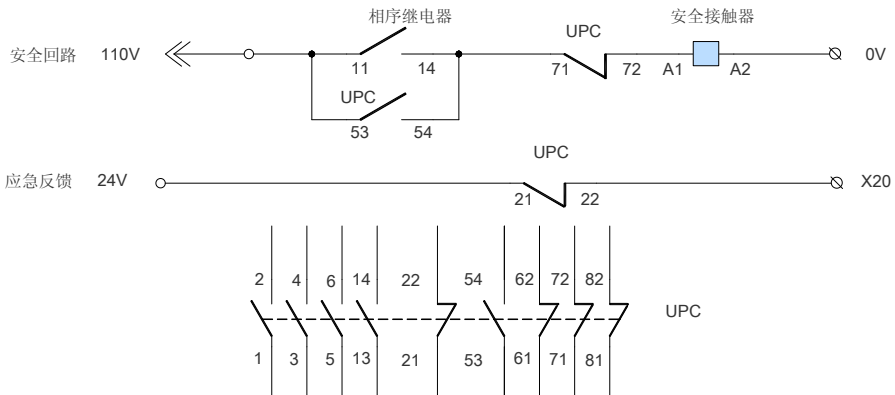 相序继电器
安全接触器
UPC
安全回路 110V
0V
11 14 71 72 A1 A2
UPC
53 54
UPC
应急反馈 24V
X20
21 22
2 4 6 14 22 54 62 72 82
UPC
1 3 5 13 21 53 61 71 81